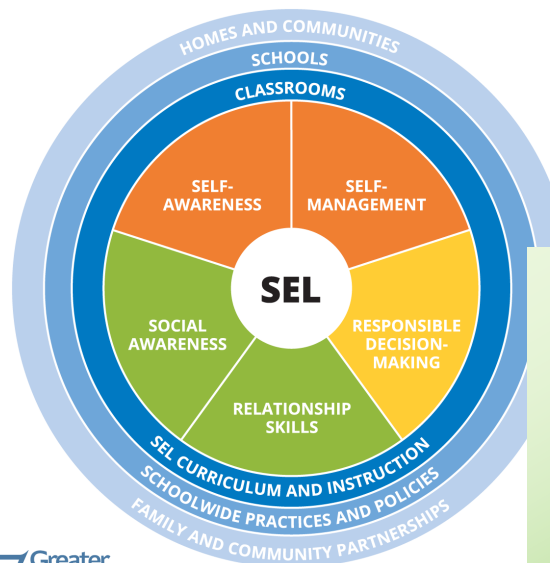 HOMES AND COMMUNITIES
SCHOOLS
CLASSROOMS
SELF-
AWARENESS
SELF-
MANAGEMENT
SEL
SOCIAL
AWARENESS
RESPONSIBLE
DECISION-
MAKING
RELATIONSHIP
SKILLS
SEL CURRICULUM AND INSTRUCTION
SCHOOLWIDE PRACTICES AND POLICIES
FAMILY AND COMMUNITY PARTNERSHIPS
Greater